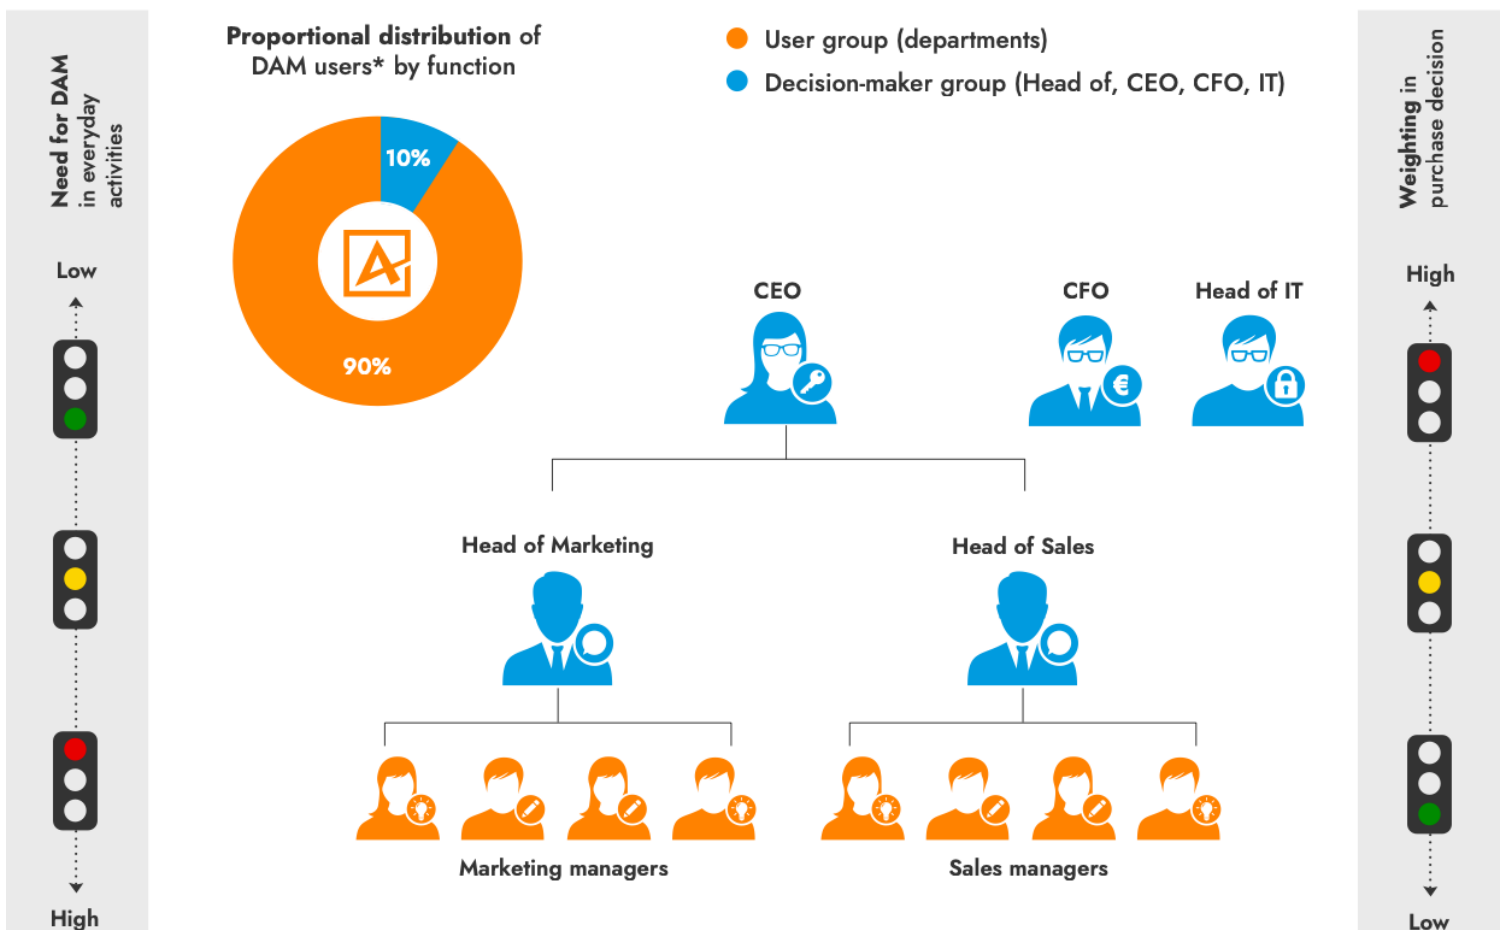 Need for DAM
in everyday
activities
Low
High
Proportional distribution of
DAM users* by function
10%
90%
User group (departments)
Decision-maker group (Head of, CEO, CFO, IT)
CEO
CFO
Head of IT
€
Head of Marketing
Head of Sales
Marketing managers
Sales managers
Weighting in
purchase decision
High
Low